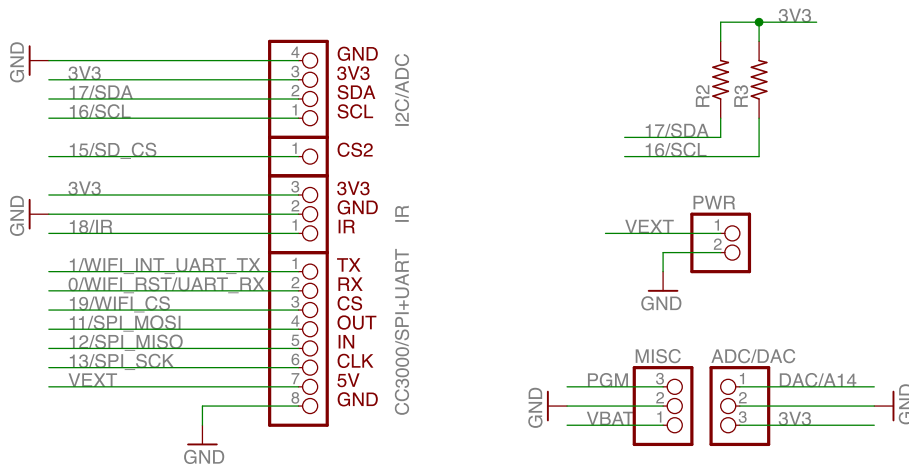 GND
4
GND
3V3
3
3V3
17/SDA
2
SDA
16/SCL
1
SCL
I2C/ADC
15/SD_CS
1
CS2
3V3
3
3V3
GND
2
GND
18/IR
1
IR
IR
1/WIFI_INT_UART_TX
1
TX
0/WIFI_RST/UART_RX
2
RX
19/WIFI_CS
3
CS
11/SPI_MOSI
4
OUT
12/SPI_MISO
5
IN
13/SPI_SCK
6
CLK
VEXT
7
5V
8
GND
GND
CC3000/SPI+UART
3V3
R2
R3
17/SDA
16/SCL
PWR
VEXT
1
2
GND
MISC
PGM
3
GND
2
VBAT
1
ADC/DAC
1
DAC/A14
2
GND
3
3V3